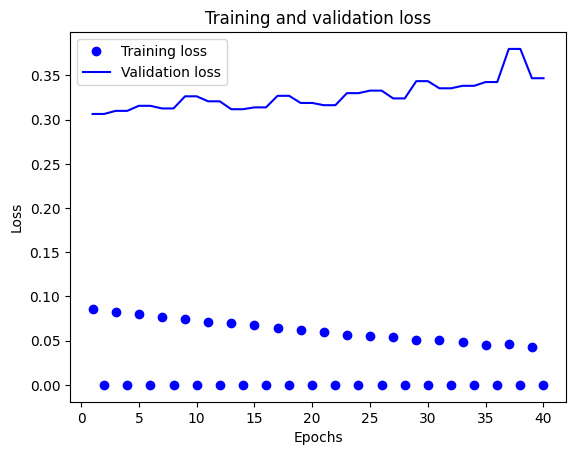 Training and validation loss
Training loss
Validation loss
0.35
0.30
0.25
0.20
0.15
0.10
0.05
0.00
Loss
0 5 10 15 20 25 30 35 40
Epochs